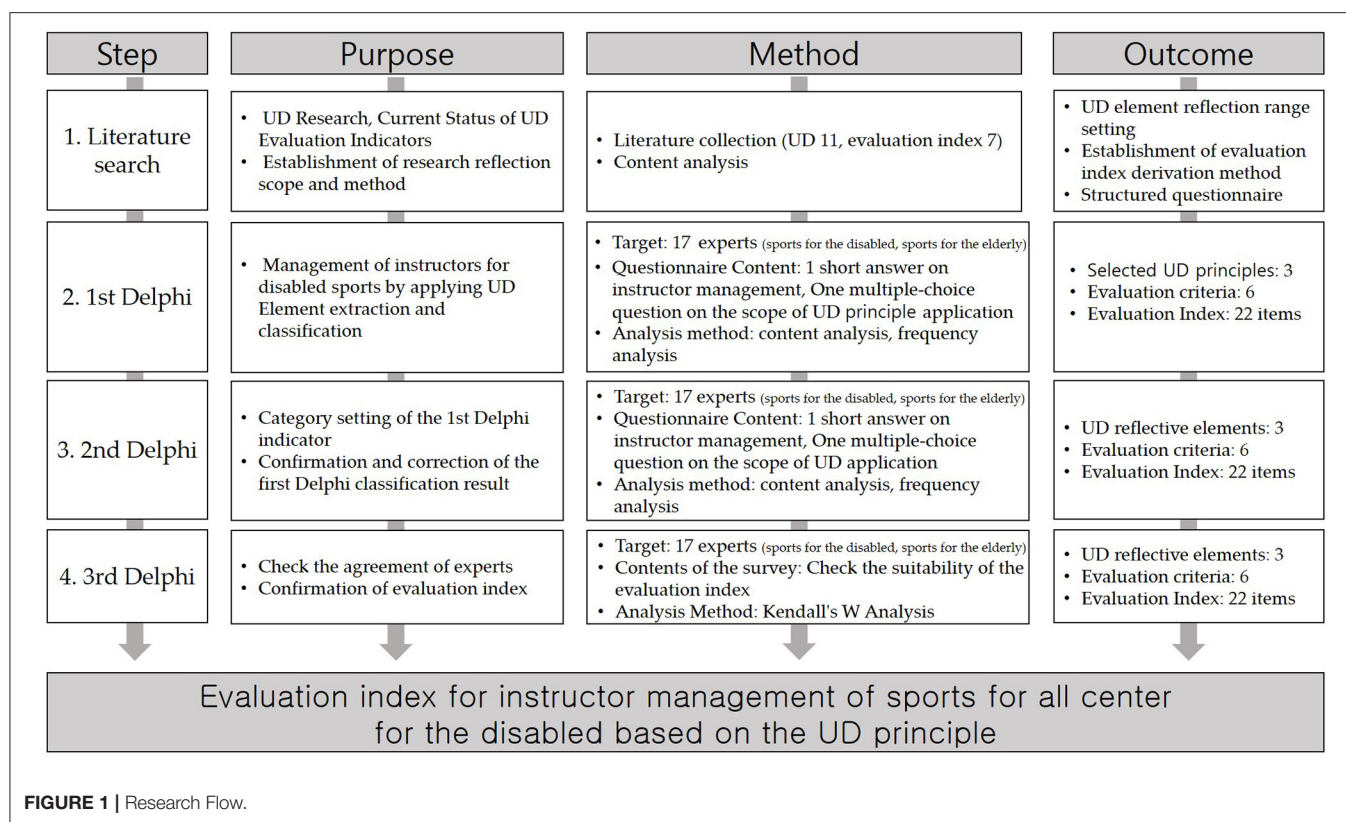 Step
Purpose
Method
Outcome
1. Literature
search
• UD Research, Current Status of UD
Evaluation Indicators
• Establishment of research reflection
scope and method
• Literature collection (UD 11, evaluation index 7)
• Content analysis
• UD element reflection range
setting
• Establishment of evaluation
index derivation method
• Structured questionnaire
2. 1st Delphi
• Management of instructors for
disabled sports by applying UD
Element extraction and
classification
• Target: 17 experts (sports for the disabled, sports for the elderly)
• Questionnaire Content: 1 short answer on
instructor management, One multiple-choice
question on the scope of UD principle application
• Analysis method: content analysis, frequency
analysis
• Selected UD principles: 3
• Evaluation criteria: 6
• Evaluation Index: 22 items
3. 2nd Delphi
• Category setting of the 1st Delphi
indicator
• Confirmation and correction of the
first Delphi classification result
• Target: 17 experts (sports for the disabled, sports for the elderly)
• Questionnaire Content: 1 short answer on
instructor management, One multiple-choice
question on the scope of UD application
• Analysis method: content analysis, frequency
analysis
• UD reflective elements: 3
• Evaluation criteria: 6
• Evaluation Index: 22 items
4. 3rd Delphi
• Check the agreement of experts
• Confirmation of evaluation index
• Target: 17 experts (sports for the disabled, sports for the elderly)
• Contents of the survey: Check the suitability of the
evaluation index
• Analysis Method: Kendall's W Analysis
• UD reflective elements: 3
• Evaluation criteria: 6
• Evaluation Index: 22 items
Evaluation index for instructor management of sports for all center
for the disabled based on the UD principle
FIGURE 1 | Research Flow.